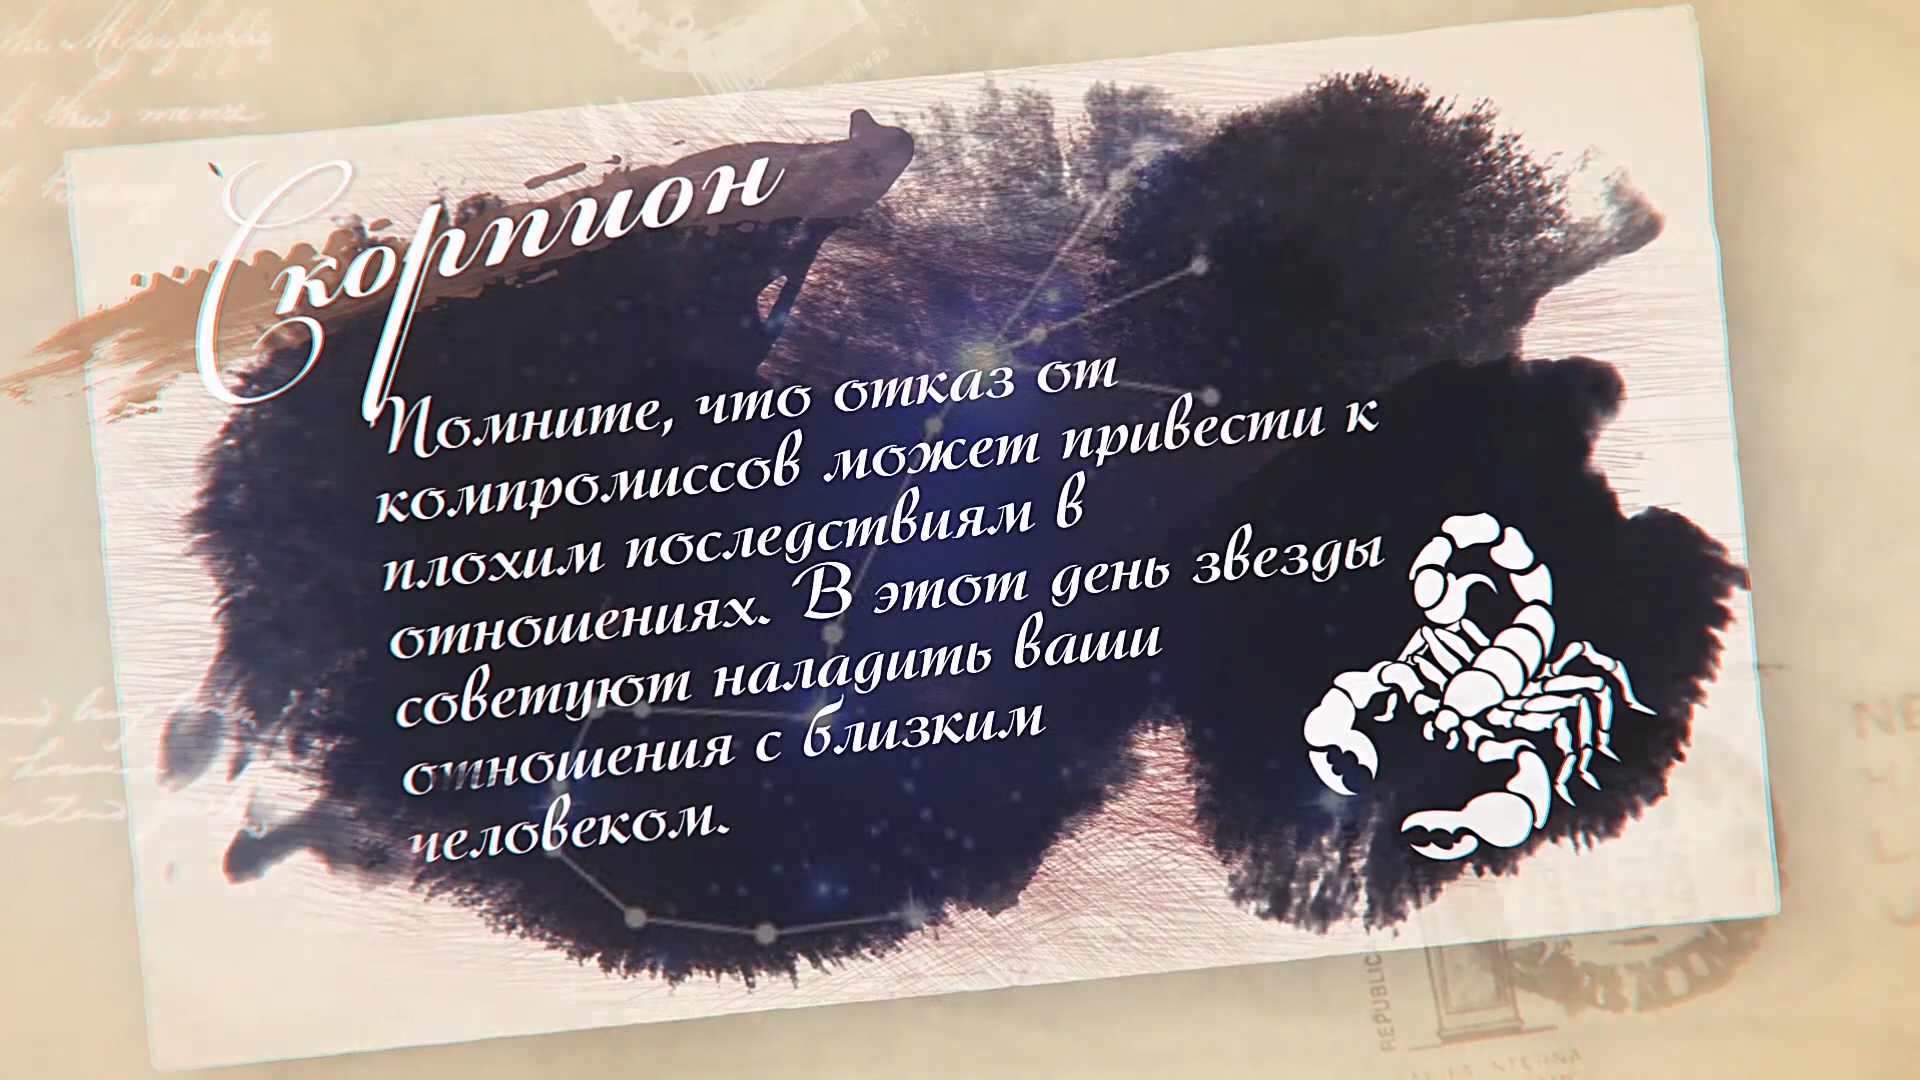 Скорпион
Помните, что отказ от
компромиссов может привести к
плохим последствиям в
отношениях. В этот день звезды
советуют наладить ваши
отношения с близким
человеком.
REPUBLIC